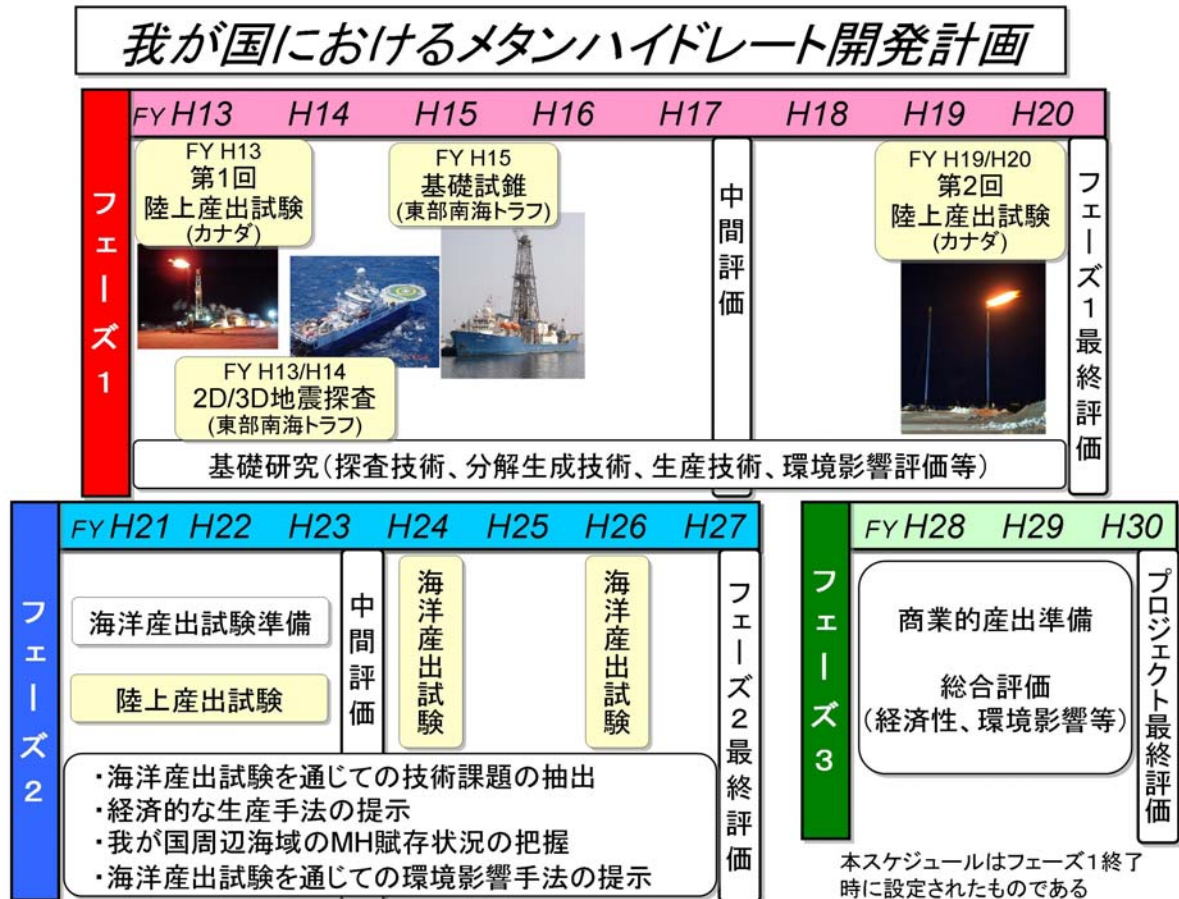 我が国におけるメタンハイドレート開発計画
フェーズ1
FY H13 H14 H15 H16 H17 H18 H19 H20
FY H13
第1回
陸上産出試験
(カナダ)
FY H13/H14
2D/3D地震探査
(東部南海トラフ)
FY H15
基礎試錐
(東部南海トラフ)
中間評価
FY H19/H20
第2回
陸上産出試験
(カナダ)
フェーズ1最終評価
基礎研究(探査技術、分解生成技術、生産技術、環境影響評価等)
フェーズ2
FY H21 H22 H23 H24 H25 H26 H27
海洋産出試験準備
陸上産出試験
中間評価
海洋産出試験
海洋産出試験
フェーズ2最終評価
・海洋産出試験を通じての技術課題の抽出
・経済的な生産手法の提示
・我が国周辺海域のMH賦存状況の把握
・海洋産出試験を通じての環境影響手法の提示
フェーズ3
FY H28 H29 H30
商業的産出準備
総合評価
(経済性、環境影響等)
プロジェクト最終評価
本スケジュールはフェーズ1終了
時に設定されたものである